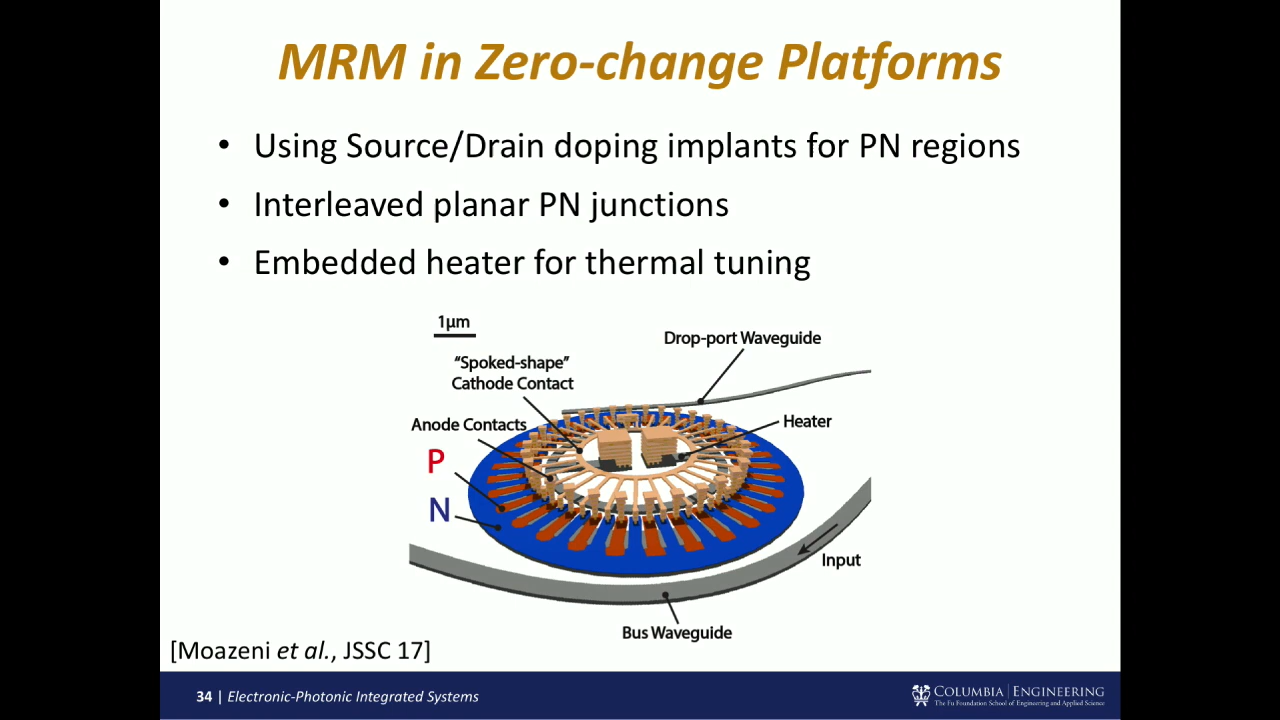 MRM in Zero-change Platforms
• Using Source/Drain doping implants for PN regions
• Interleaved planar PN junctions
• Embedded heater for thermal tuning
1µm
Drop-port Waveguide
“Spoked-shape”
Cathode Contact
Anode Contacts
Heater
P
N
Input
Bus Waveguide
[Moazeni et al., JSSC 17]
34 | Electronic-Photonic Integrated Systems
COLUMBIA | ENGINEERING
The Fu Foundation School of Engineering and Applied Science